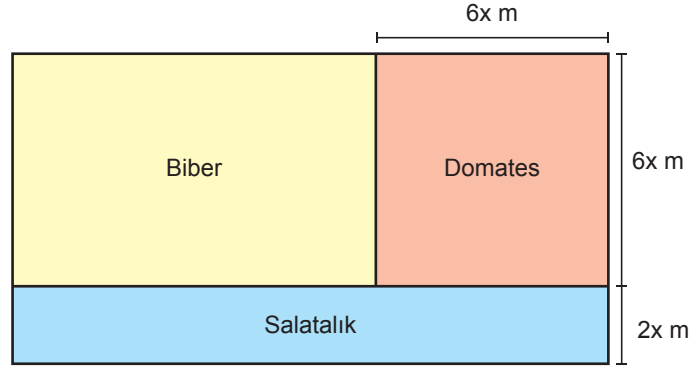 6x m
Biber
Domates
6x m
Salatalık
2x m